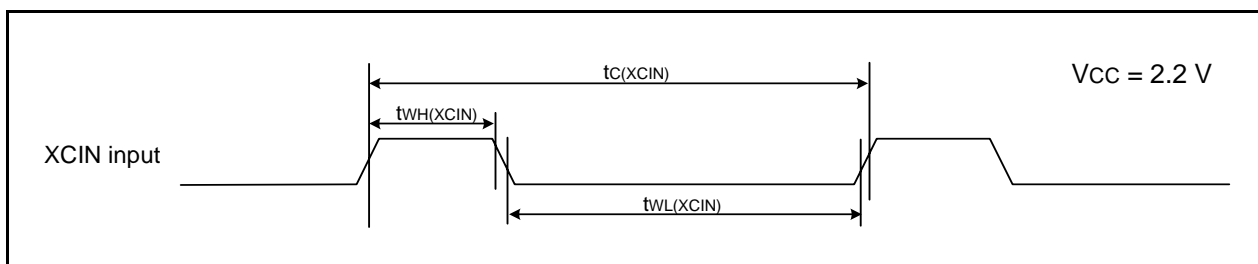 tC(XCIN)
VCC = 2.2 V
tWH(XCIN)
XCIN input
tWL(XCIN)